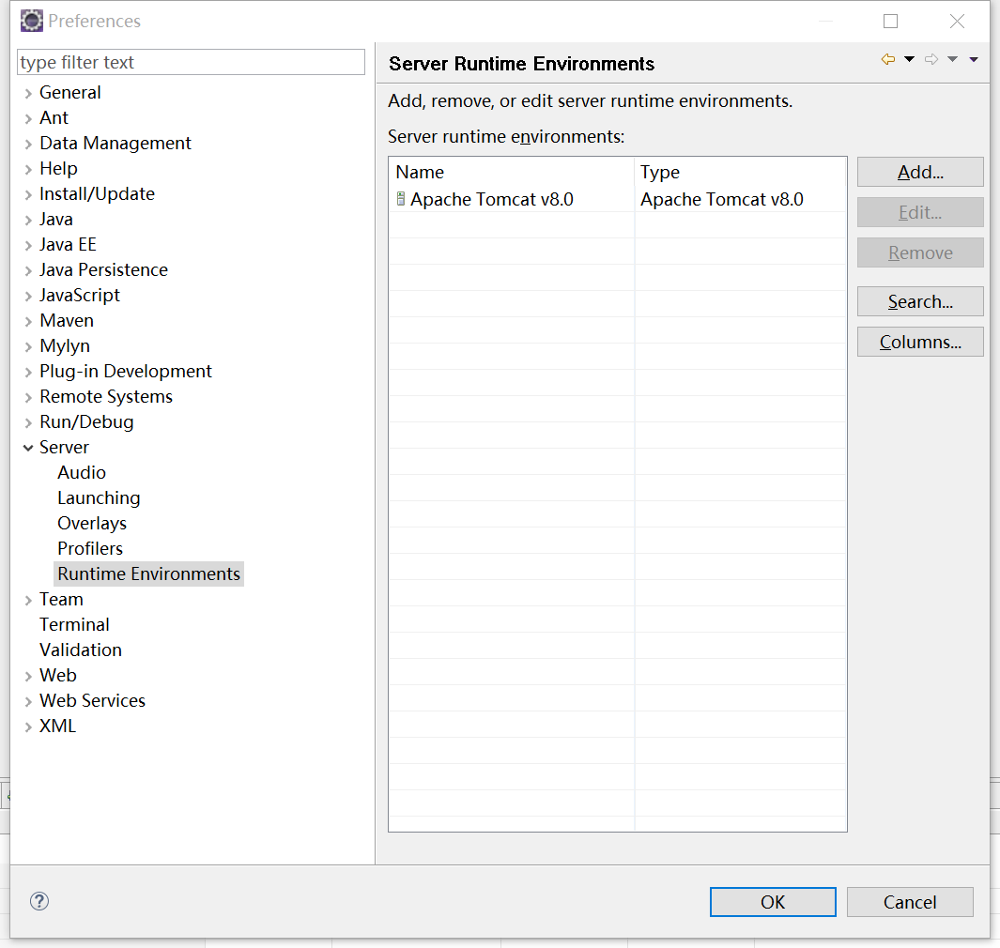 Preferences
type filter text
General
Ant
Data Management
Help
Install/Update
Java
Java EE
Java Persistence
JavaScript
Maven
Mylyn
Plug-in Development
Remote Systems
Run/Debug
Server
Audio
Launching
Overlays
Profilers
Runtime Environments
Team
Terminal
Validation
Web
Web Services
XML
Server Runtime Environments
Add, remove, or edit server runtime environments.
Server runtime environments:
Name Type
Apache Tomcat v8.0 Apache Tomcat v8.0
Add...
Edit...
Remove
Search...
Columns...
?
OK Cancel